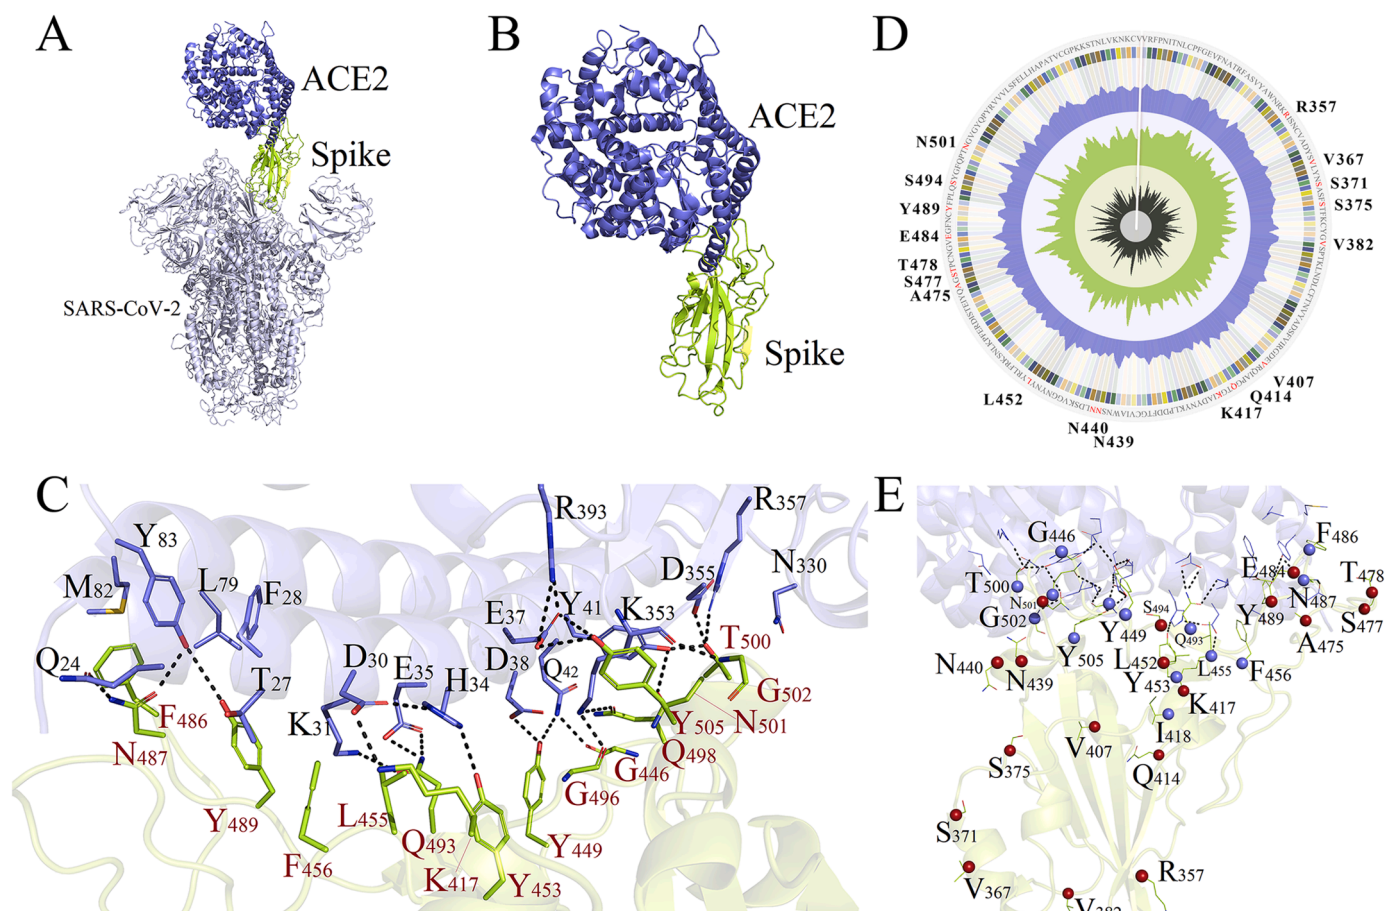 A
ACE2
Spike
SARS-CoV-2
B
ACE2
Spike
D
R357
V367
S371
S375
V382
V407
Q414
K417
N439
N440
L452
A475
S477
T478
E484
Y489
S494
N501
C
R393
R357
Y83
D355
N330
M82
L79
F28
E37
Y41
K353
T500
Q24
D30
E35
H34
D38
Q42
T27
G502
F486
K31
Y505
N501
N487
Q498
G446
Y489
L455
G496
Q493
Y449
F456
K417
Y453
E
G446
F486
T500
E484
T478
N501
S494
N487
G502
Y449
Q493
Y489
S477
A475
Y505
L452
L455
F456
N440
N439
Y453
K417
I418
V407
S375
Q414
S371
V367
R357
V382